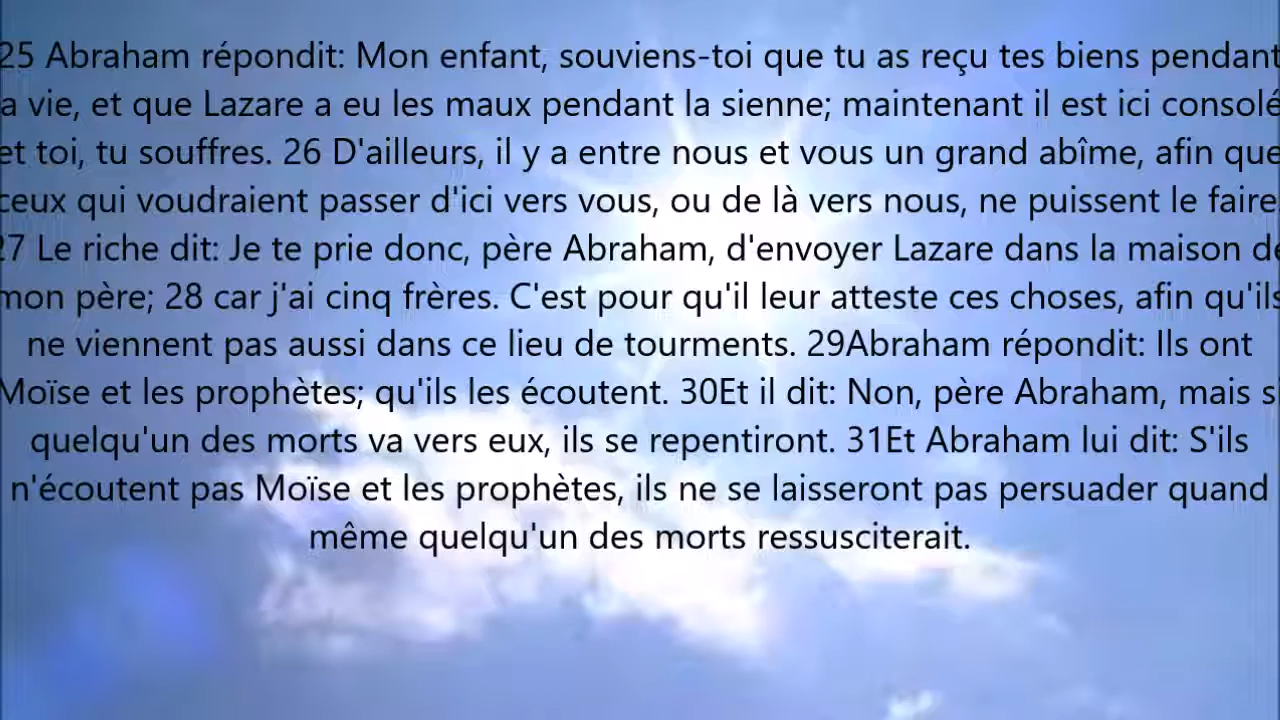 25 Abraham répondit: Mon enfant, souviens-toi que tu as reçu tes biens pendant
a vie, et que Lazare a eu les maux pendant la sienne; maintenant il est ici consolé
et toi, tu souffres. 26 D'ailleurs, il y a entre nous et vous un grand abîme, afin que
ceux qui voudraient passer d'ici vers vous, ou de là vers nous, ne puissent le faire
27 Le riche dit: Je te prie donc, père Abraham, d'envoyer Lazare dans la maison de
mon père; 28 car j'ai cinq frères. C'est pour qu'il leur atteste ces choses, afin qu'ils
ne viennent pas aussi dans ce lieu de tourments. 29Abraham répondit: Ils ont
Moïse et les prophètes; qu'ils les écoutent. 30Et il dit: Non, père Abraham, mais si
quelqu'un des morts va vers eux, ils se repentiront. 31Et Abraham lui dit: S'ils
n'écoutent pas Moïse et les prophètes, ils ne se laisseront pas persuader quand
même quelqu'un des morts ressusciterait.